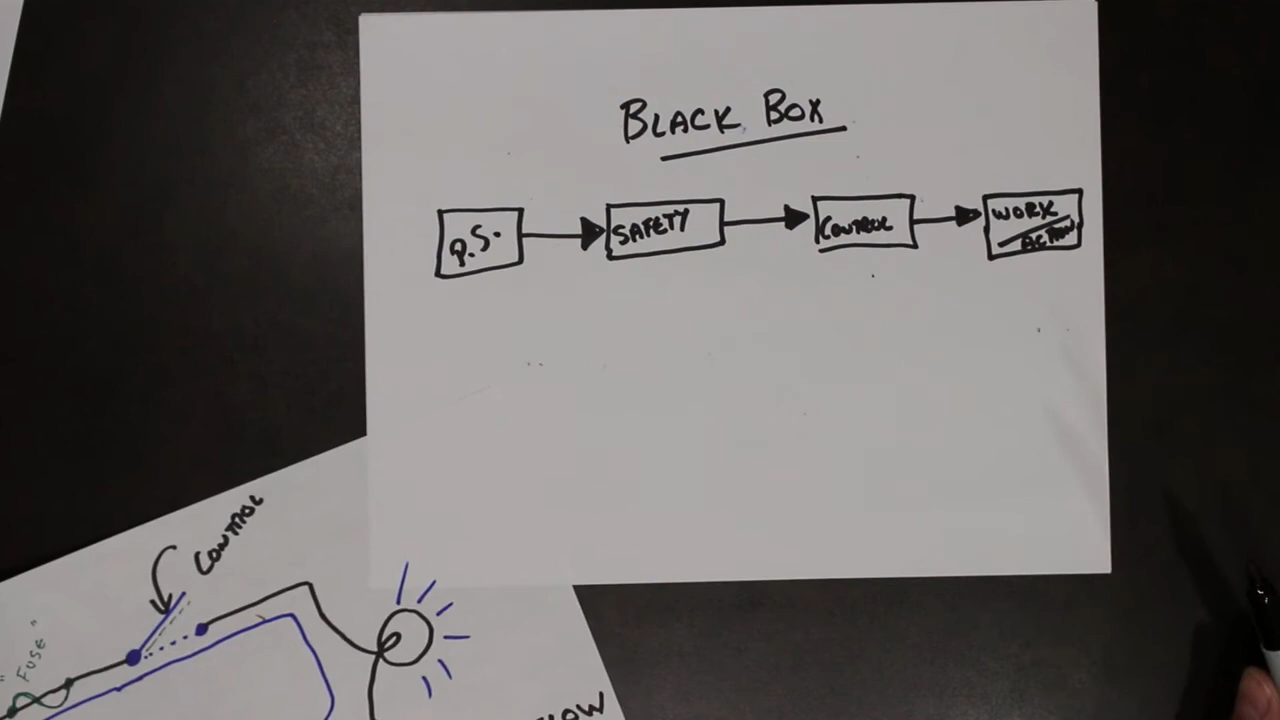 BLACK BOX
P.S.
SAFETY
CONTROL
WORK
ACTION
CONTROL
"FUSE"